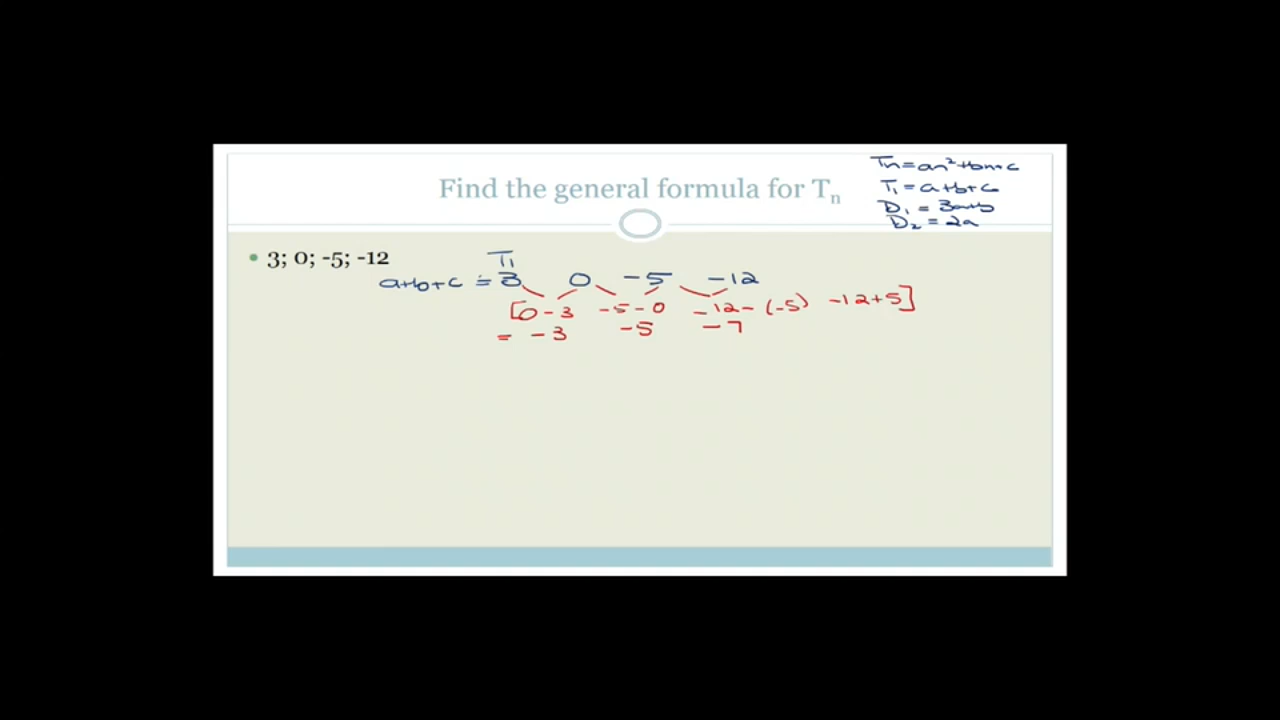 Find the general formula for Tn
Tn = an² + bn + c
T1 = a+b+c
D1 = 3a+b
D2 = 2a
• 3; 0; -5; -12
T1
a+b+c = 3 0 -5 -12
[0-3 -5-0 -12-(-5) -12+5]
= -3 -5 -7